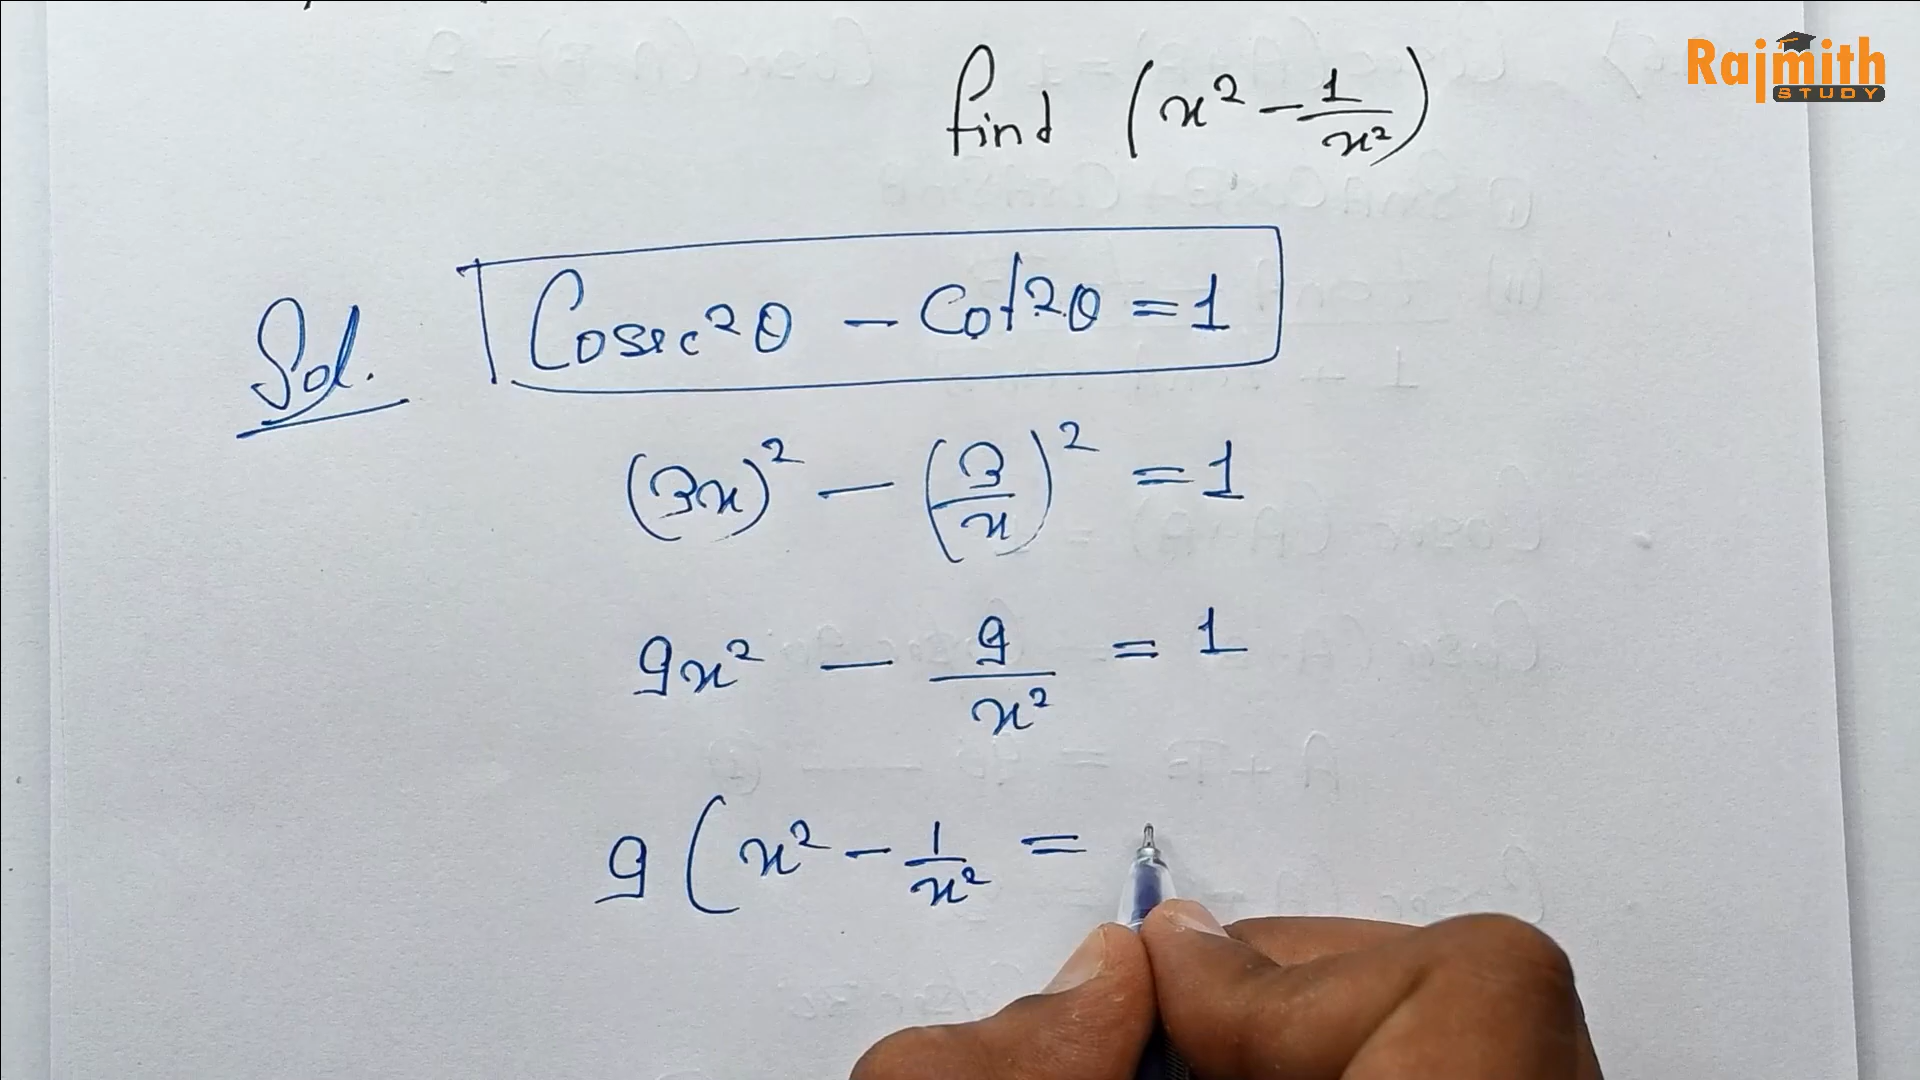 Rajmith
STUDY
find (x² - 1/x²)
Sol.
Cosec²θ - Cot²θ = 1
(3x)² - (3/x)² = 1
9x² - 9/x² = 1
9 (x² - 1/x² =